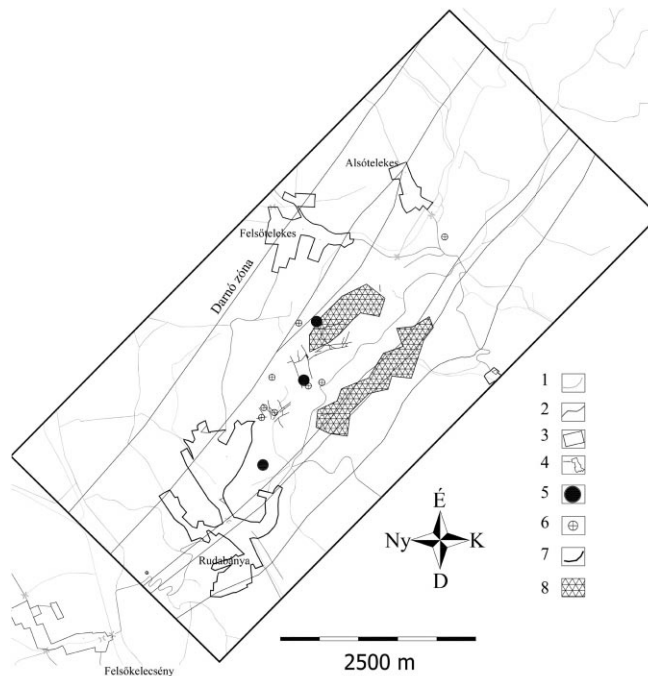 Alsótelekes
Felsőtelekes
Darnó zóna
1
2
3
4
5
6
7
8
É
Ny
K
D
Rudabánya
2500 m
Felsőkelecsény